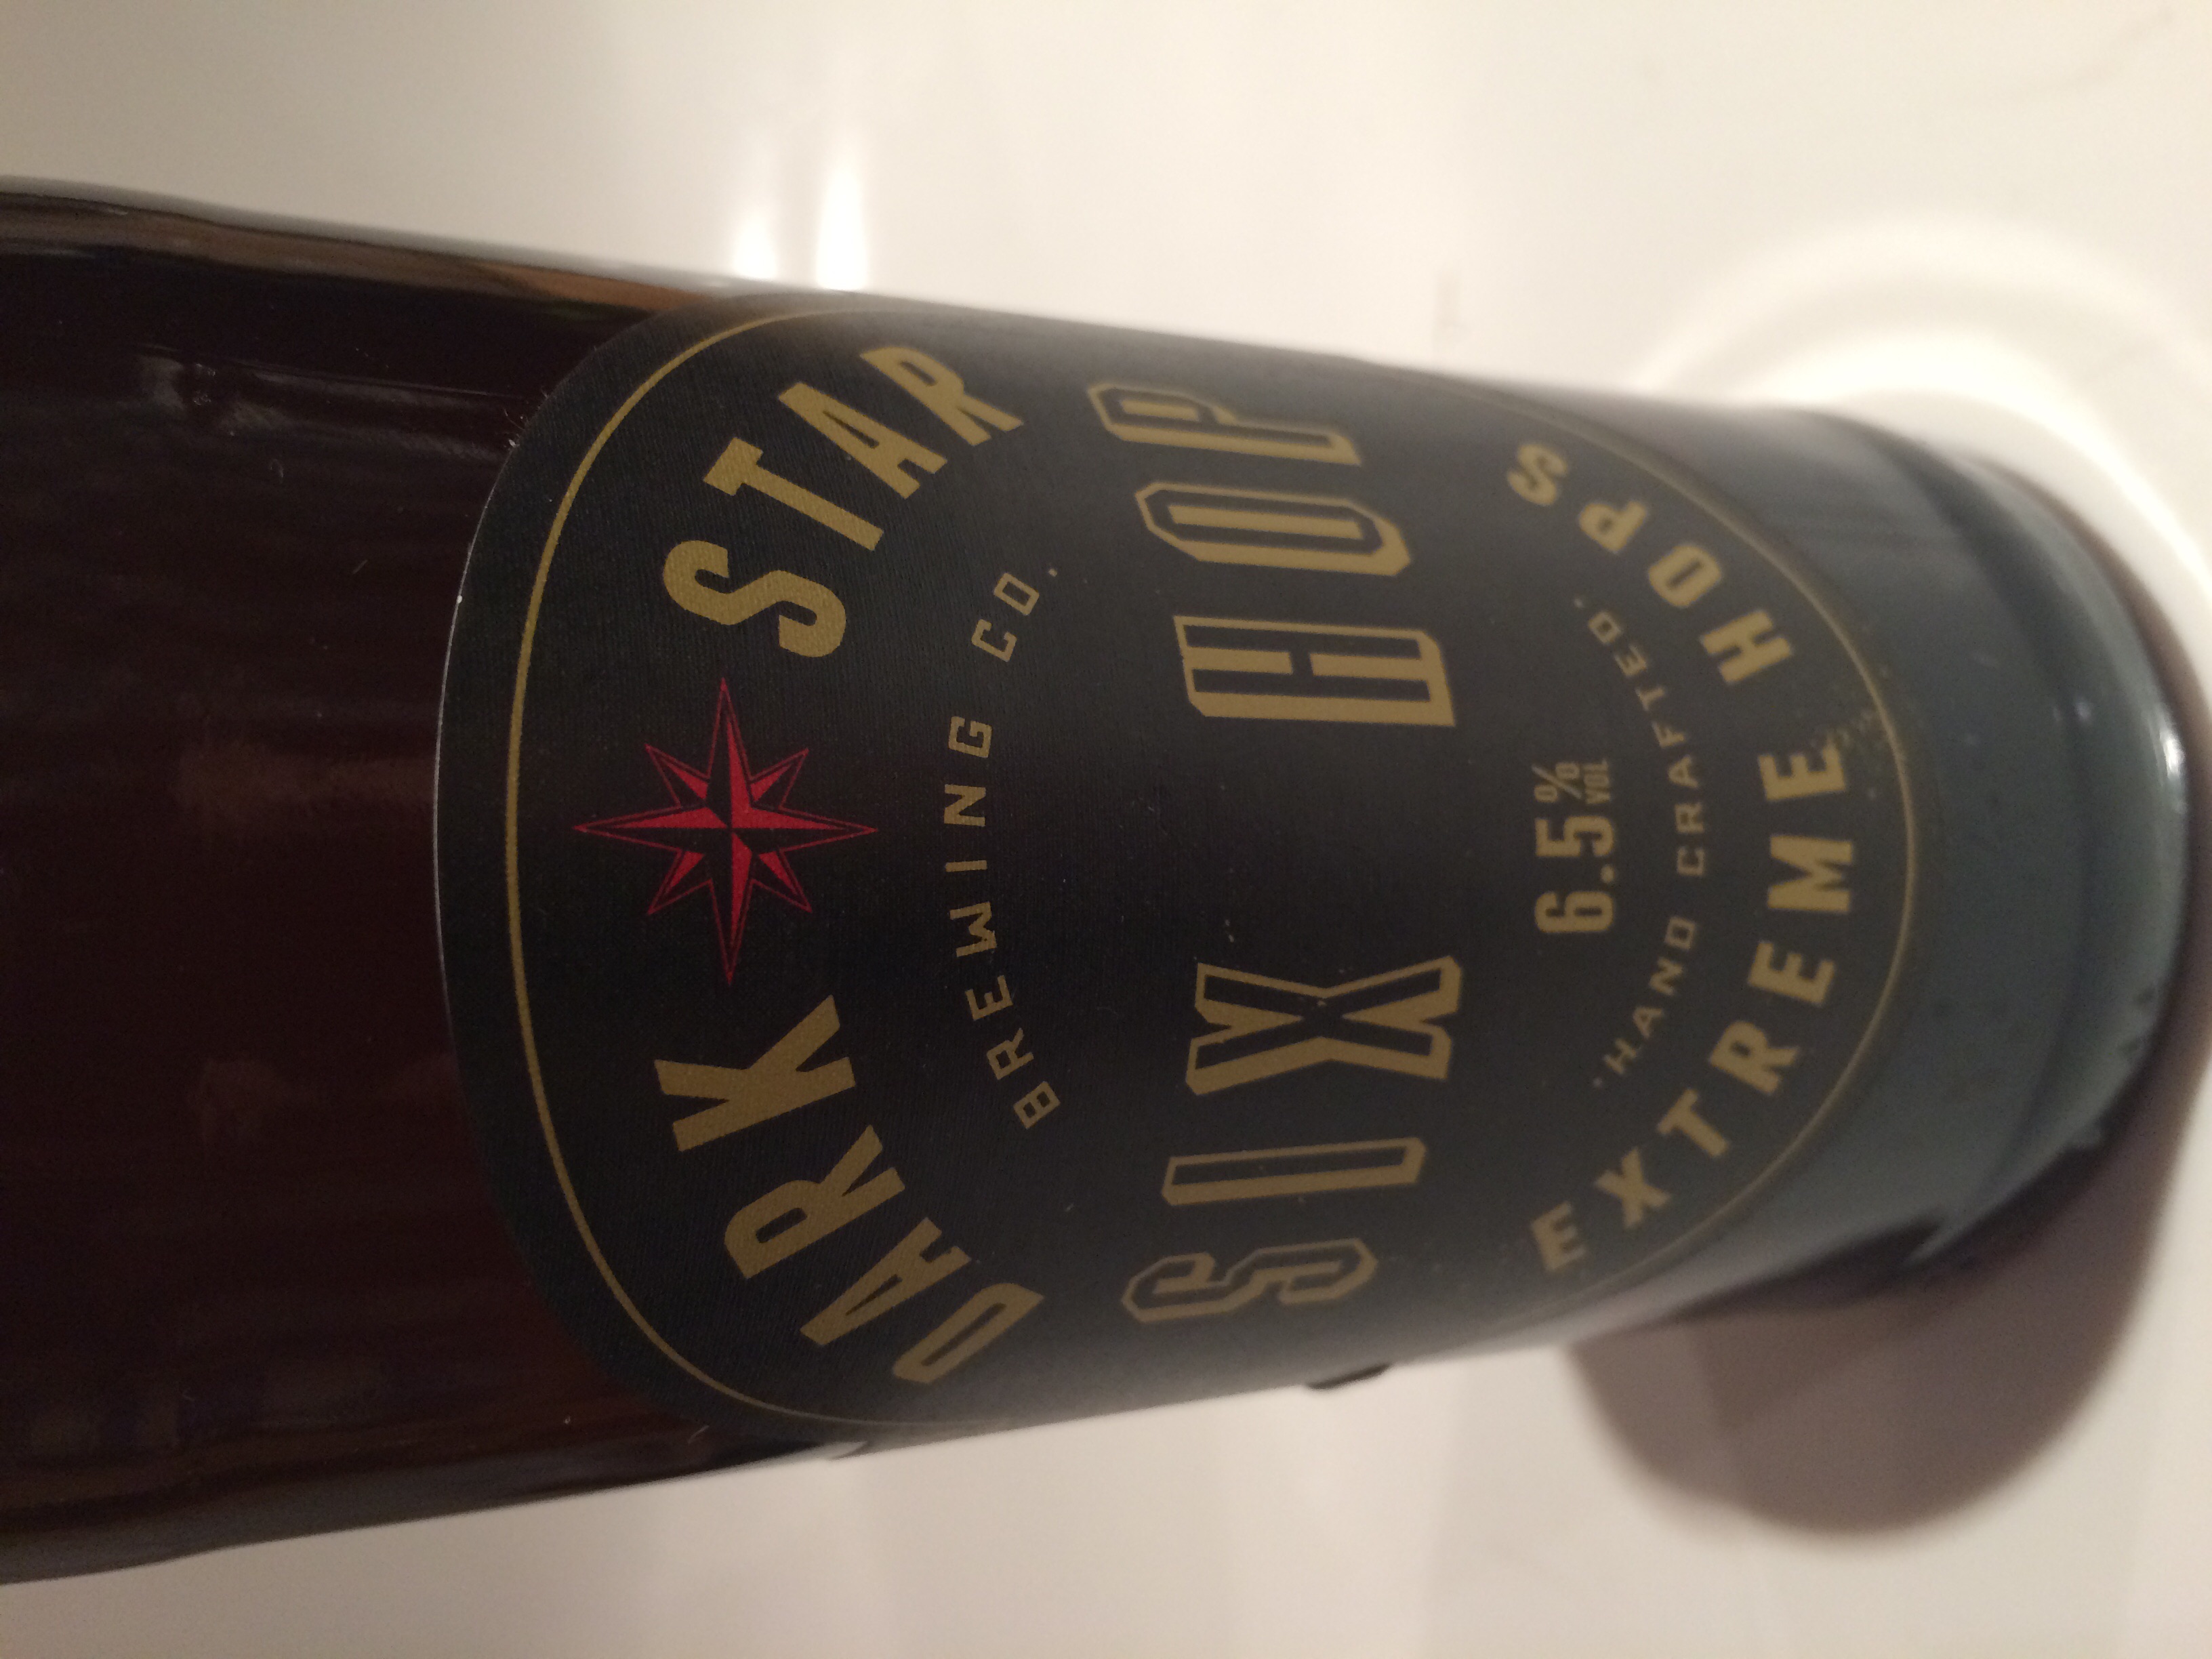 DARK STAR
BREWING CO.
SIX HOP
6.5% VOL
·HAND CRAFTED·
EXTREME HOPS